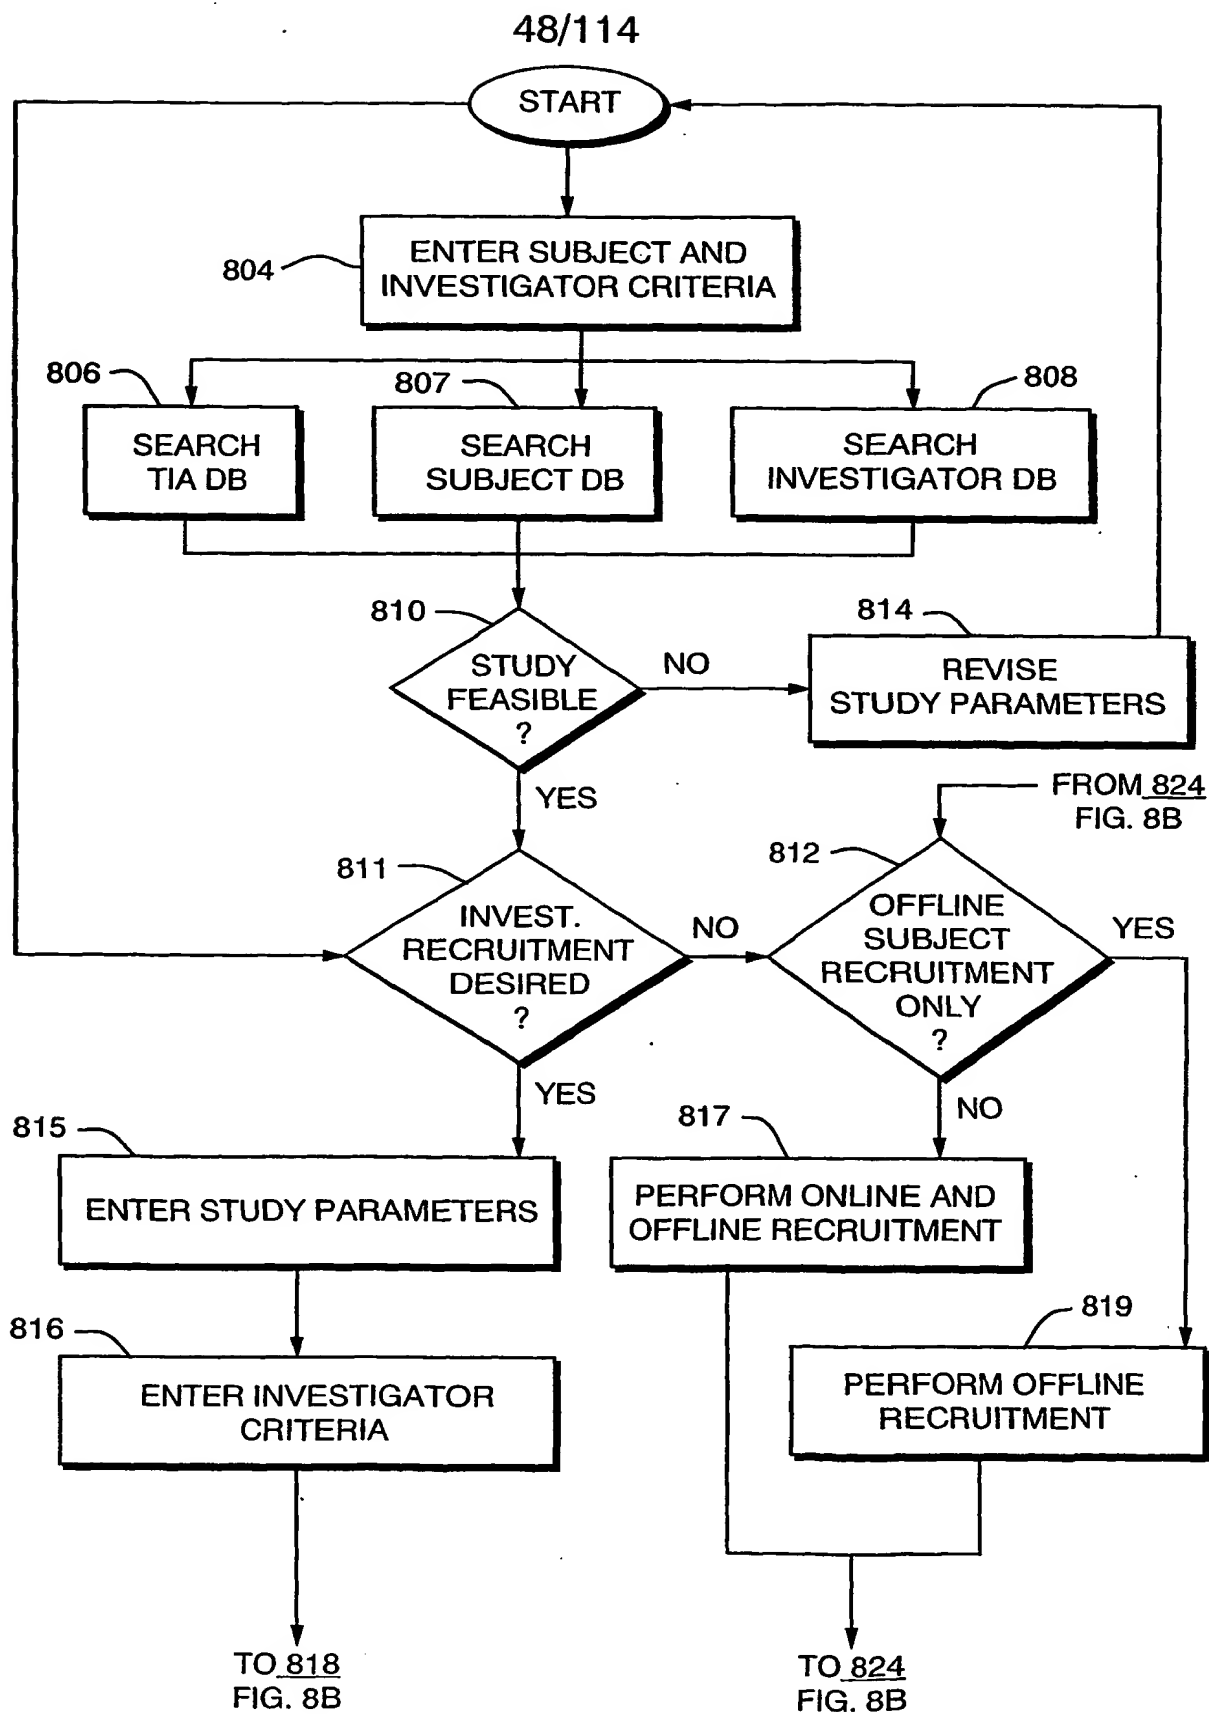 48/114
START
804
ENTER SUBJECT AND
INVESTIGATOR CRITERIA
806
SEARCH
TIA DB
807
SEARCH
SUBJECT DB
808
SEARCH
INVESTIGATOR DB
810
STUDY
FEASIBLE
?
NO
814
REVISE
STUDY PARAMETERS
YES
FROM 824
FIG. 8B
811
INVEST.
RECRUITMENT
DESIRED
?
NO
812
OFFLINE
SUBJECT
RECRUITMENT
ONLY
?
YES
YES
NO
815
ENTER STUDY PARAMETERS
817
PERFORM ONLINE AND
OFFLINE RECRUITMENT
816
ENTER INVESTIGATOR
CRITERIA
819
PERFORM OFFLINE
RECRUITMENT
TO 818
FIG. 8B
TO 824
FIG. 8B